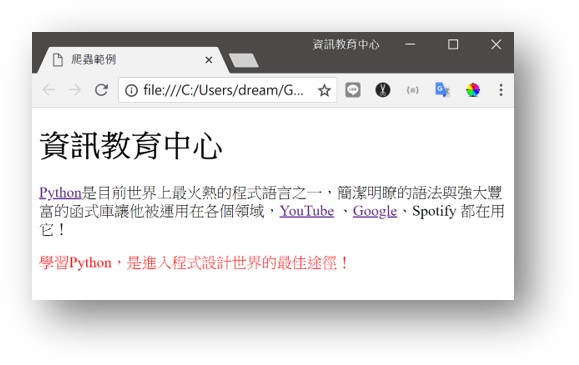 資訊教育中心
爬蟲範例
file:///C:/Users/dream/G...
資訊教育中心
Python是目前世界上最火熱的程式語言之一，簡潔明瞭的語法與強大豐
富的函式庫讓他被運用在各個領域，YouTube 、Google、Spotify 都在用
它！
學習Python，是進入程式設計世界的最佳途徑！